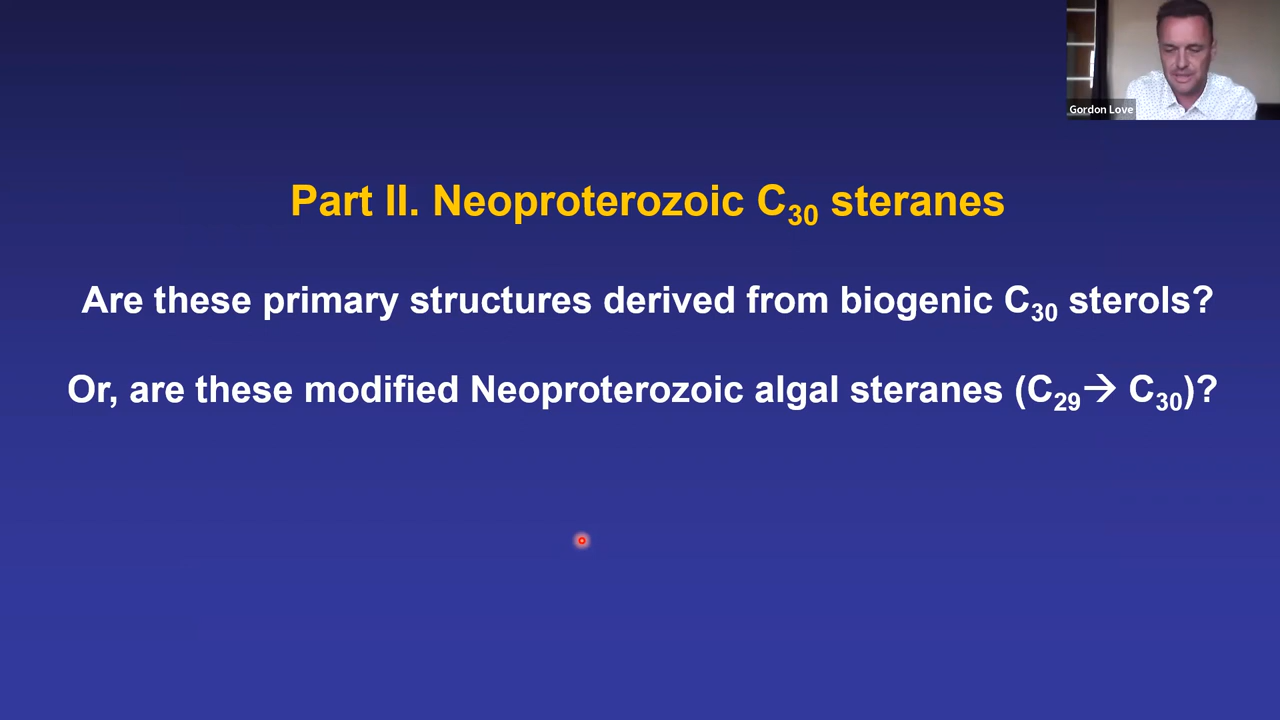 Gordon Love
Part II. Neoproterozoic C₃₀ steranes
Are these primary structures derived from biogenic C₃₀ sterols?
Or, are these modified Neoproterozoic algal steranes (C₂₉→ C₃₀)?